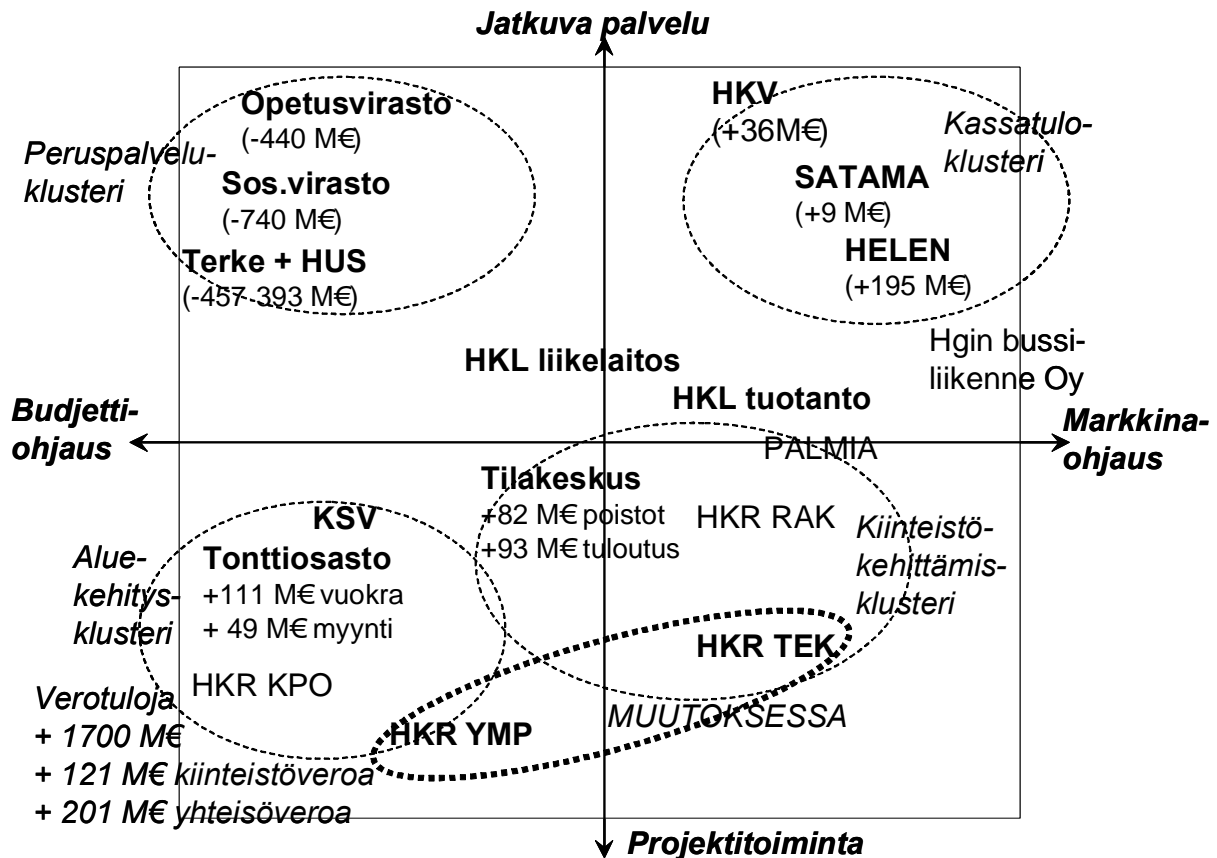 Jatkuva palvelu
Opetusvirasto
(-440 M€)
Peruspalvelu-
klusteri
Sos.virasto
(-740 M€)
Terke + HUS
(-457-393 M€)
HKV
(+36M€)
Kassatulo-
klusteri
SATAMA
(+9 M€)
HELEN
(+195 M€)
Hgin bussi-
liikenne Oy
HKL liikelaitos
HKL tuotanto
Budjetti-
ohjaus
Markkina-
ohjaus
PALMIA
Tilakeskus
+82 M€ poistot
+93 M€ tuloutus
HKR RAK
Kiinteistö-
kehittämis-
klusteri
KSV
Tonttiosasto
+111 M€ vuokra
+ 49 M€ myynti
Alue-
kehitys-
klusteri
HKR KPO
HKR TEK
HKR YMP
MUUTOKSESSA
Verotuloja
+ 1700 M€
+ 121 M€ kiinteistöveroa
+ 201 M€ yhteisöveroa
Projektitoiminta